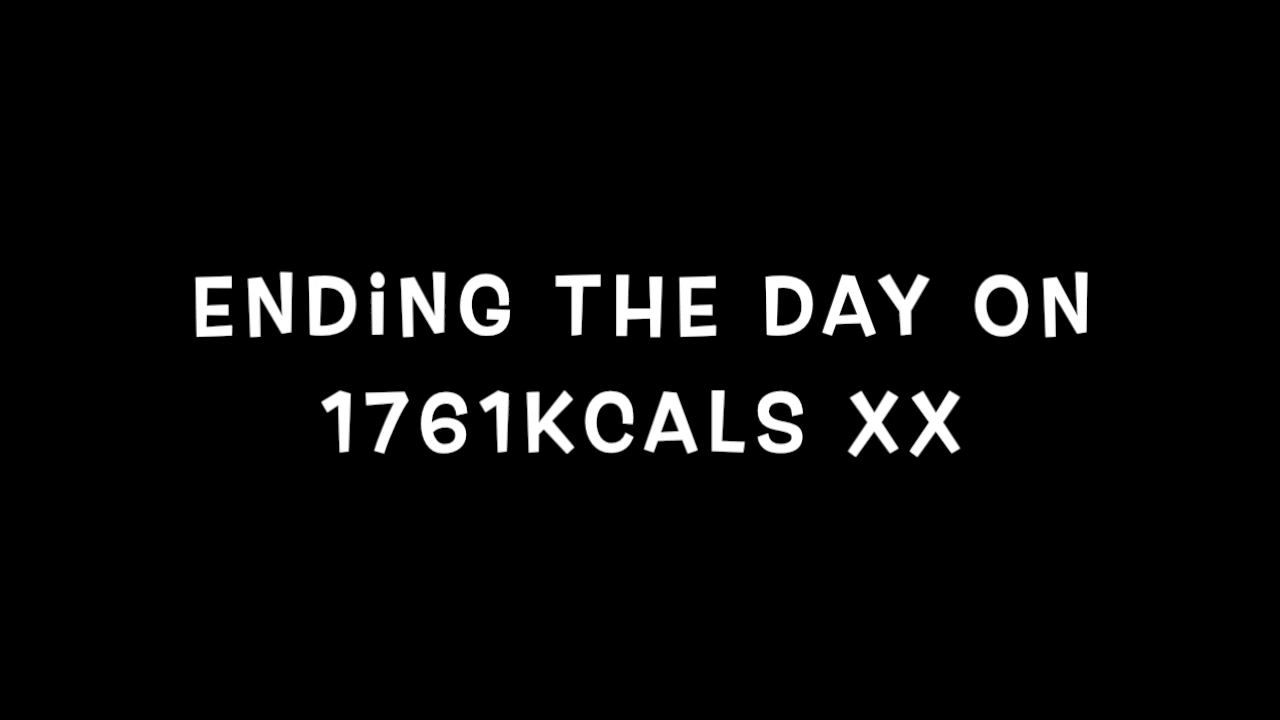 ENDiNG THE DAY ON
1761KCALS XX